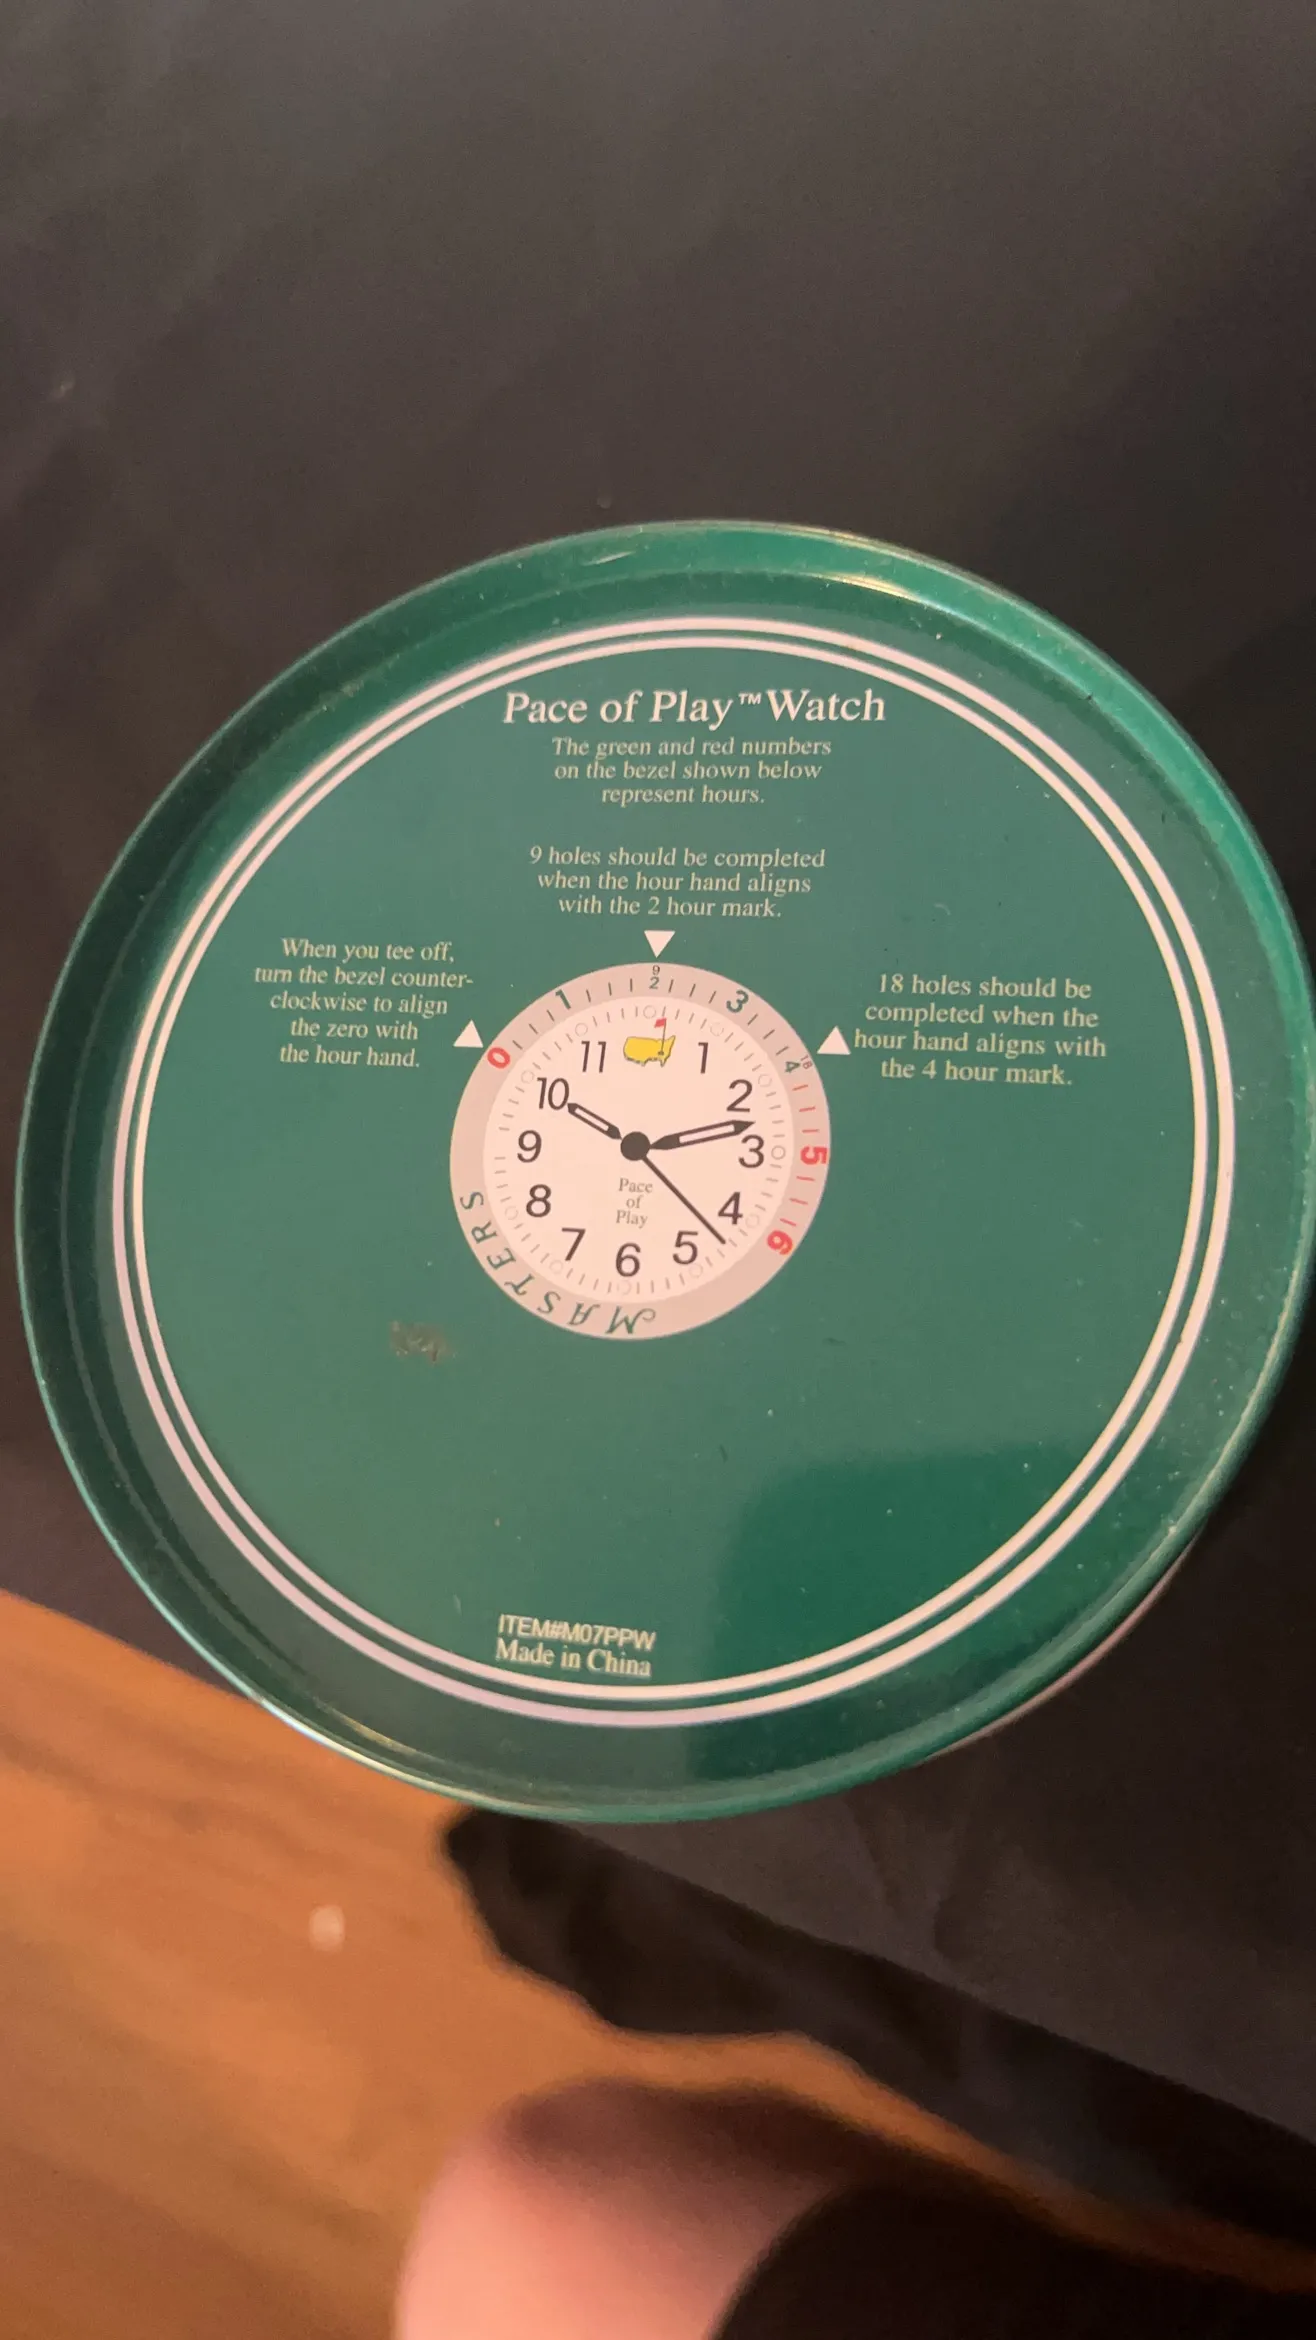 Pace of Play™ Watch
The green and red numbers
on the bezel shown below
represent hours.
9 holes should be completed
when the hour hand aligns
with the 2 hour mark.
When you tee off,
turn the bezel counter-
clockwise to align
the zero with
the hour hand.
18 holes should be
completed when the
hour hand aligns with
the 4 hour mark.
0 1 9 2 3 18 4 5 6
MASTERS
11 1
10 2
9 3
8 4
7 6 5
Pace
of
Play
ITEM#M07PPW
Made in China